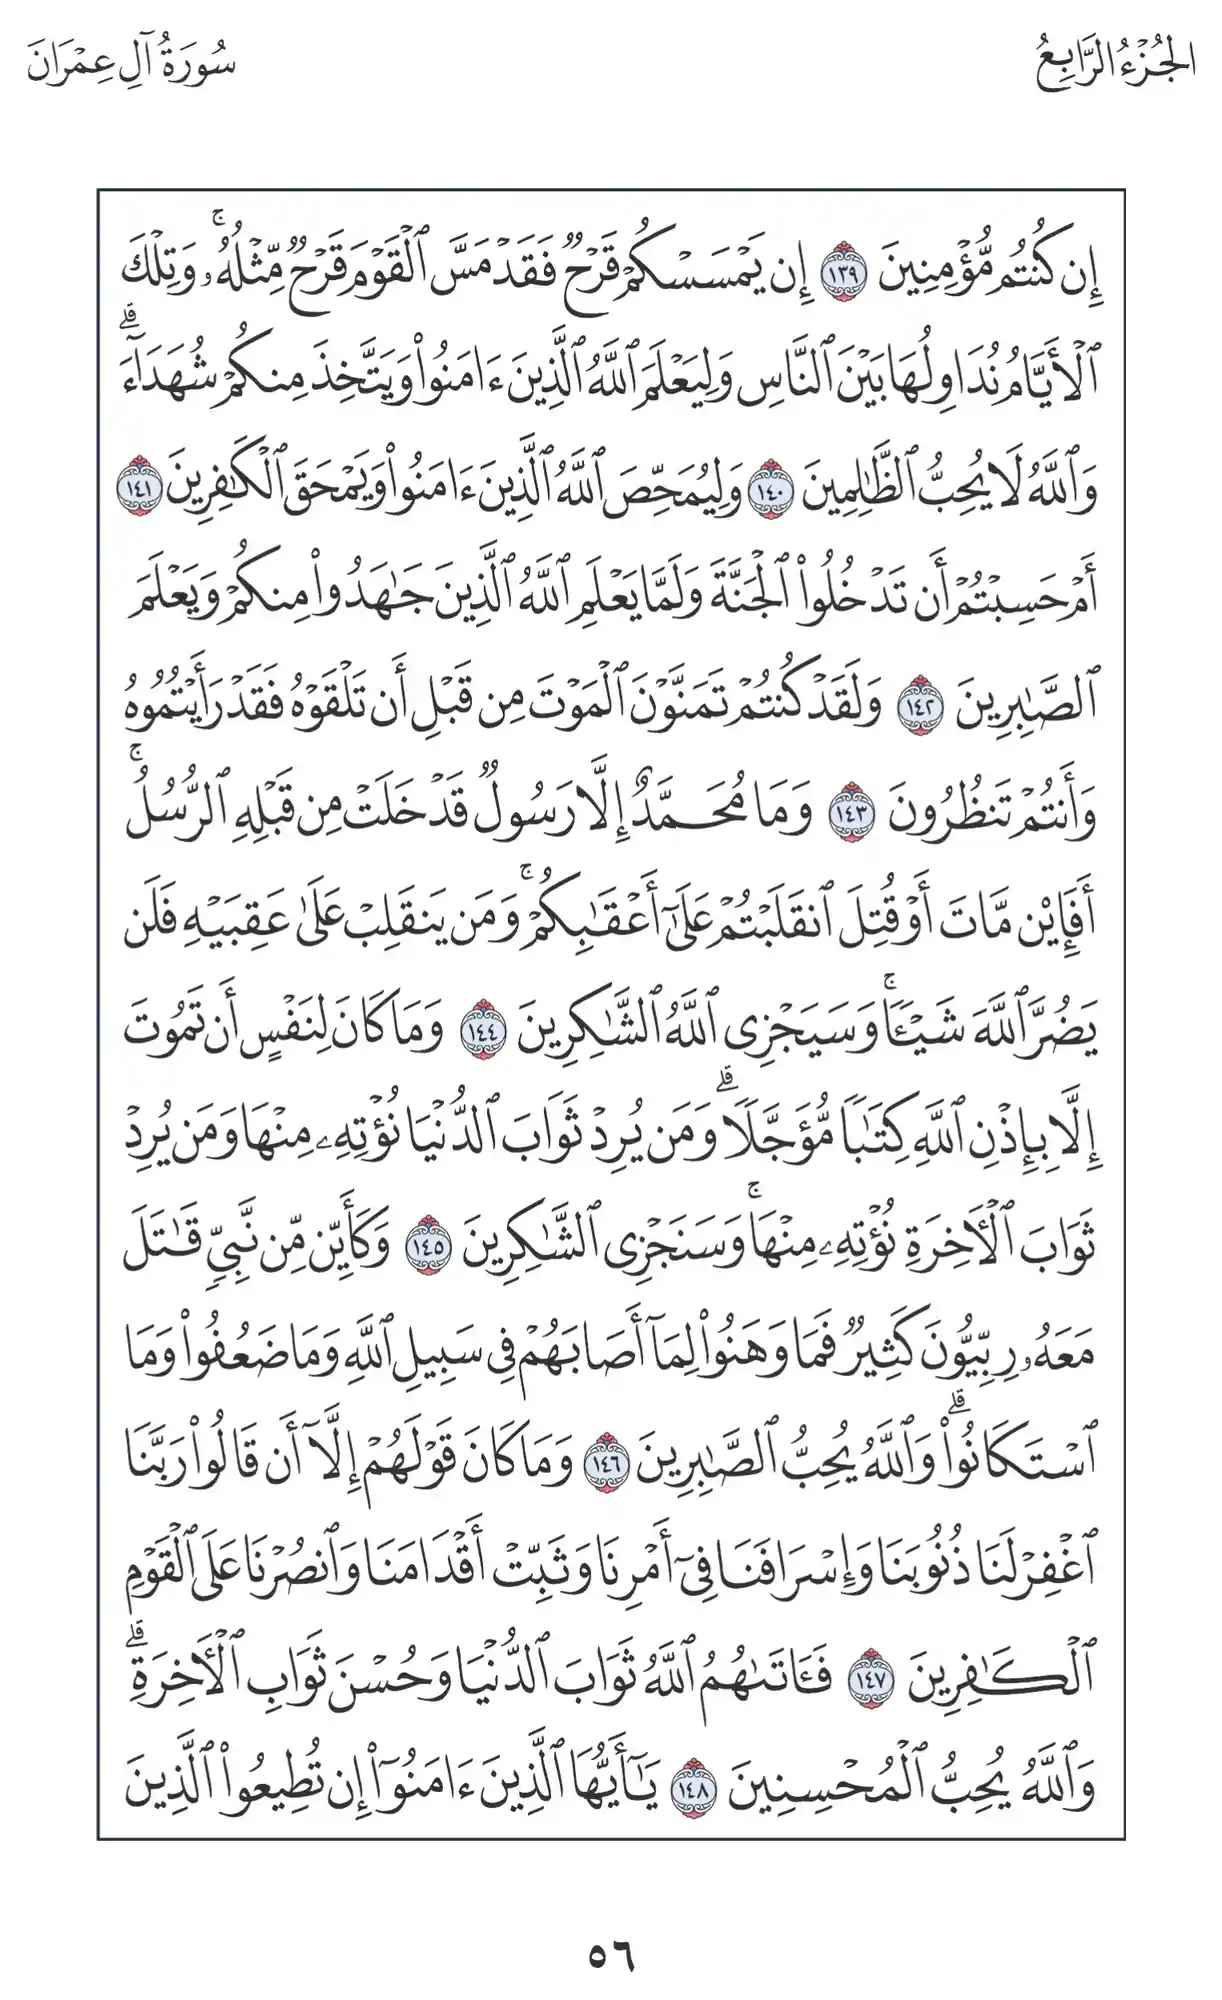 الجُزْءُ الرَّابِعُ
سُورَةُ آلِ عِمْرَانَ
إِن كُنتُم مُّؤْمِنِينَ ١٣٩ إِن يَمْسَسْكُمْ قَرْحٌ فَقَدْ مَسَّ ٱلْقَوْمَ قَرْحٌ مِّثْلُهُۥۚ وَتِلْكَ
ٱلْأَيَّامُ نُدَاوِلُهَا بَيْنَ ٱلنَّاسِ وَلِيَعْلَمَ ٱللَّهُ ٱلَّذِينَ ءَامَنُوا۟ وَيَتَّخِذَ مِنكُمْ شُهَدَآءَۗ
وَٱللَّهُ لَا يُحِبُّ ٱلظَّـٰلِمِينَ ١٤٠ وَلِيُمَحِّصَ ٱللَّهُ ٱلَّذِينَ ءَامَنُوا۟ وَيَمْحَقَ ٱلْكَـٰفِرِينَ ١٤١
أَمْ حَسِبْتُمْ أَن تَدْخُلُوا۟ ٱلْجَنَّةَ وَلَمَّا يَعْلَمِ ٱللَّهُ ٱلَّذِينَ جَـٰهَدُوا۟ مِنكُمْ وَيَعْلَمَ
ٱلصَّـٰبِرِينَ ١٤٢ وَلَقَدْ كُنتُمْ تَمَنَّوْنَ ٱلْمَوْتَ مِن قَبْلِ أَن تَلْقَوْهُ فَقَدْ رَأَيْتُمُوهُ
وَأَنتُمْ تَنظُرُونَ ١٤٣ وَمَا مُحَمَّدٌ إِلَّا رَسُولٌ قَدْ خَلَتْ مِن قَبْلِهِ ٱلرُّسُلُۚ
أَفَإِي۟ن مَّاتَ أَوْ قُتِلَ ٱنقَلَبْتُمْ عَلَىٰٓ أَعْقَـٰبِكُمْۚ وَمَن يَنقَلِبْ عَلَىٰ عَقِبَيْهِ فَلَن
يَضُرَّ ٱللَّهَ شَيْـًٔاۚ وَسَيَجْزِى ٱللَّهُ ٱلشَّـٰكِرِينَ ١٤٤ وَمَا كَانَ لِنَفْسٍ أَن تَمُوتَ
إِلَّا بِإِذْنِ ٱللَّهِ كِتَـٰبًا مُّؤَجَّلًاۗ وَمَن يُرِدْ ثَوَابَ ٱلدُّنْيَا نُؤْتِهِۦ مِنْهَا وَمَن يُرِدْ
ثَوَابَ ٱلْـَٔاخِرَةِ نُؤْتِهِۦ مِنْهَاۚ وَسَنَجْزِى ٱلشَّـٰكِرِينَ ١٤٥ وَكَأَيِّن مِّن نَّبِىٍّ قَـٰتَلَ
مَعَهُۥ رِبِّيُّونَ كَثِيرٌ فَمَا وَهَنُوا۟ لِمَآ أَصَابَهُمْ فِى سَبِيلِ ٱللَّهِ وَمَا ضَعُفُوا۟ وَمَا
ٱسْتَكَانُوا۟ۗ وَٱللَّهُ يُحِبُّ ٱلصَّـٰبِرِينَ ١٤٦ وَمَا كَانَ قَوْلَهُمْ إِلَّآ أَن قَالُوا۟ رَبَّنَا
ٱغْفِرْ لَنَا ذُنُوبَنَا وَإِسْرَافَنَا فِىٓ أَمْرِنَا وَثَبِّتْ أَقْدَامَنَا وَٱنصُرْنَا عَلَى ٱلْقَوْمِ
ٱلْكَـٰفِرِينَ ١٤٧ فَـَٔاتَىٰهُمُ ٱللَّهُ ثَوَابَ ٱلدُّنْيَا وَحُسْنَ ثَوَابِ ٱلْـَٔاخِرَةِۗ
وَٱللَّهُ يُحِبُّ ٱلْمُحْسِنِينَ ١٤٨ يَـٰٓأَيُّهَا ٱلَّذِينَ ءَامَنُوٓا۟ إِن تُطِيعُوا۟ ٱلَّذِينَ
٥٦